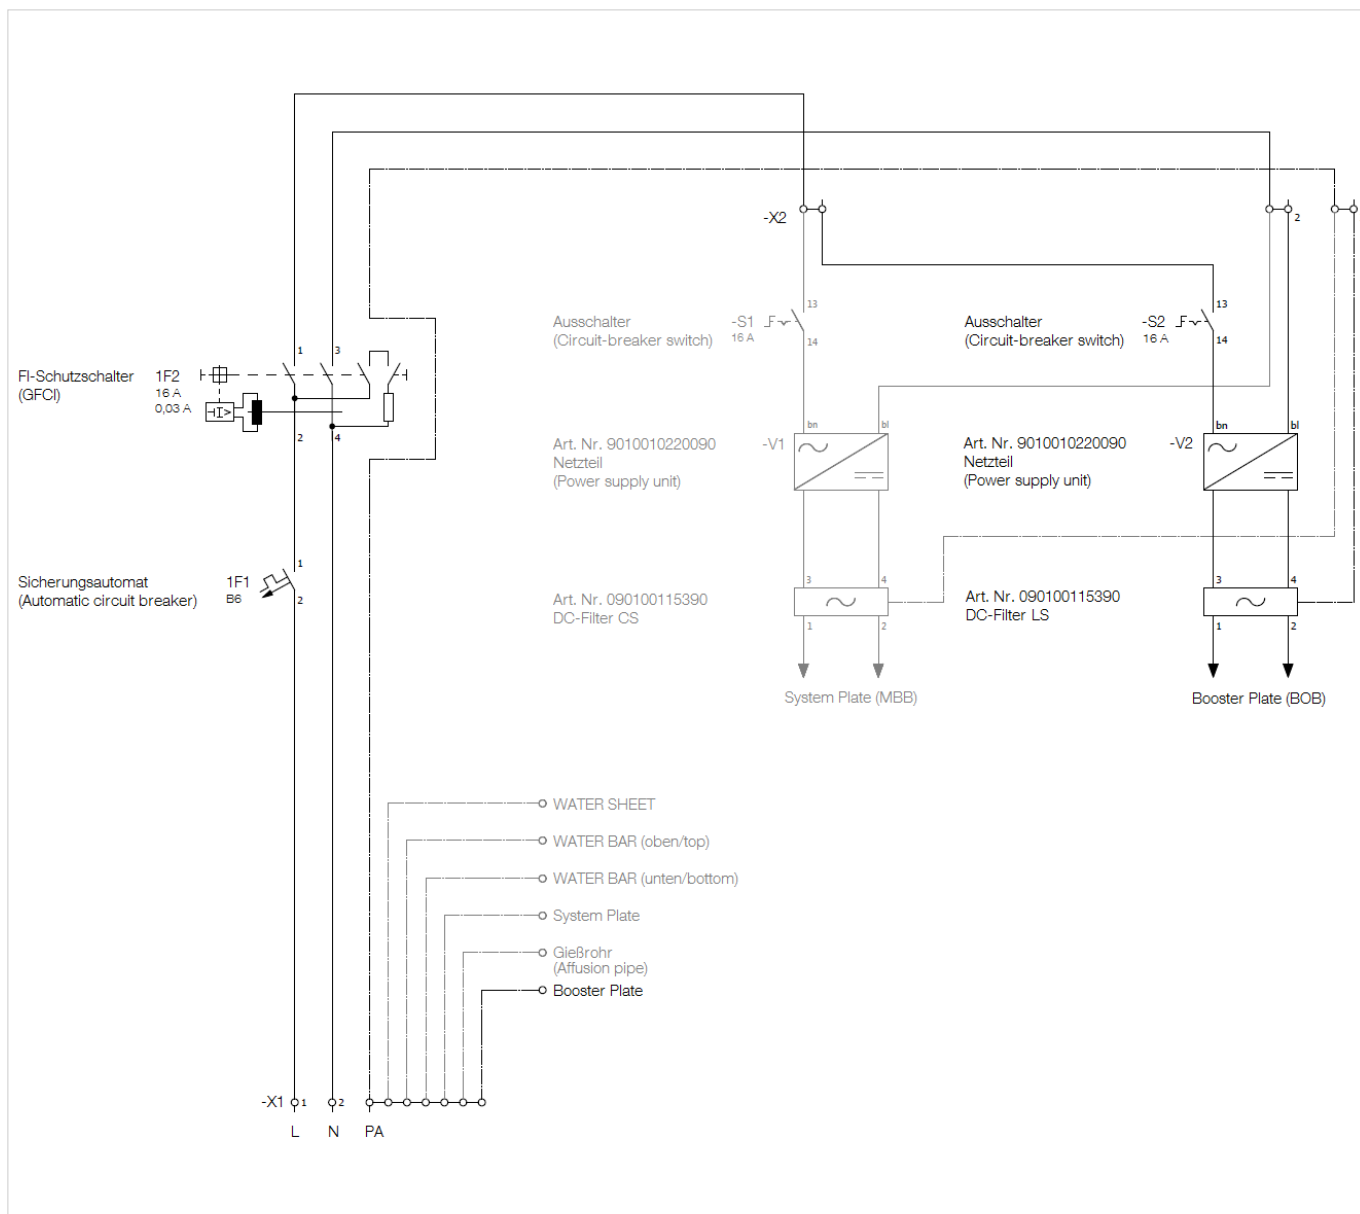 -X2
2
13
14
Ausschalter
(Circuit-breaker switch)
-S1
16 A
13
14
Ausschalter
(Circuit-breaker switch)
-S2
16 A
1
3
FI-Schutzschalter
(GFCI)
1F2
16 A
0,03 A
I>
2
4
bn
bl
Art. Nr. 9010010220090
Netzteil
(Power supply unit)
-V1
bn
bl
Art. Nr. 9010010220090
Netzteil
(Power supply unit)
-V2
1
2
Sicherungsautomat
(Automatic circuit breaker)
1F1
B6
3
4
Art. Nr. 090100115390
DC-Filter CS
1
2
System Plate (MBB)
3
4
Art. Nr. 090100115390
DC-Filter LS
1
2
Booster Plate (BOB)
WATER SHEET
WATER BAR (oben/top)
WATER BAR (unten/bottom)
System Plate
Gießrohr
(Affusion pipe)
Booster Plate
-X1
1
2
L
N
PA